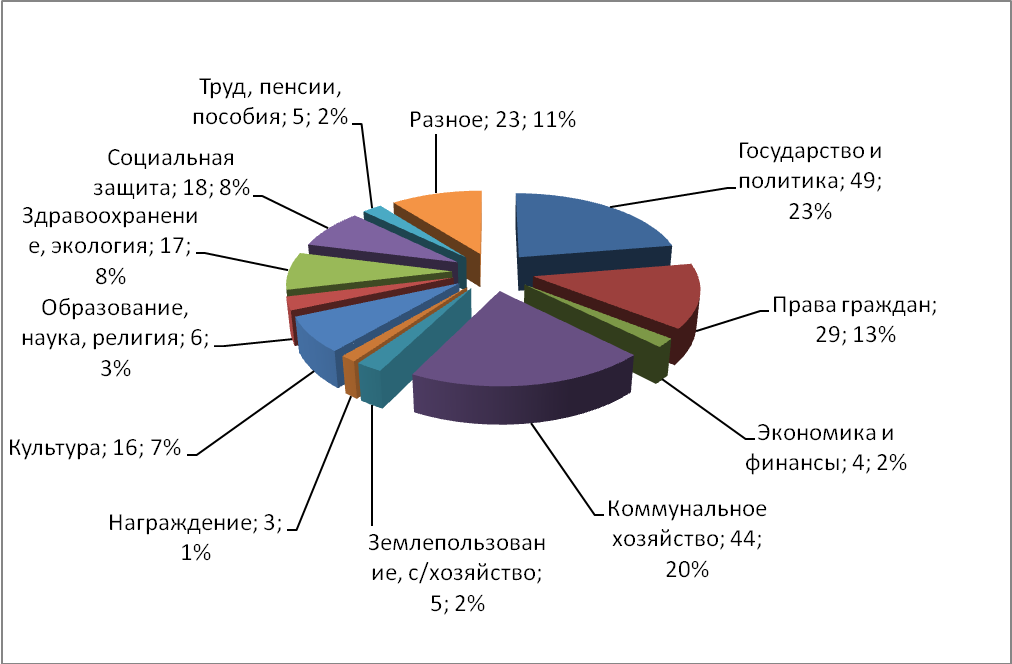 Труд, пенсии,
пособия; 5; 2%
Разное; 23; 11%
Государство и
политика; 49;
23%
Социальная
защита; 18; 8%
Здравоохранени
е, экология; 17;
8%
Образование,
наука, религия; 6;
3%
Права граждан;
29; 13%
Культура; 16; 7%
Экономика и
финансы; 4; 2%
Награждение; 3;
1%
Землепользован
ие, с/хозяйство;
5; 2%
Коммунальное
хозяйство; 44;
20%